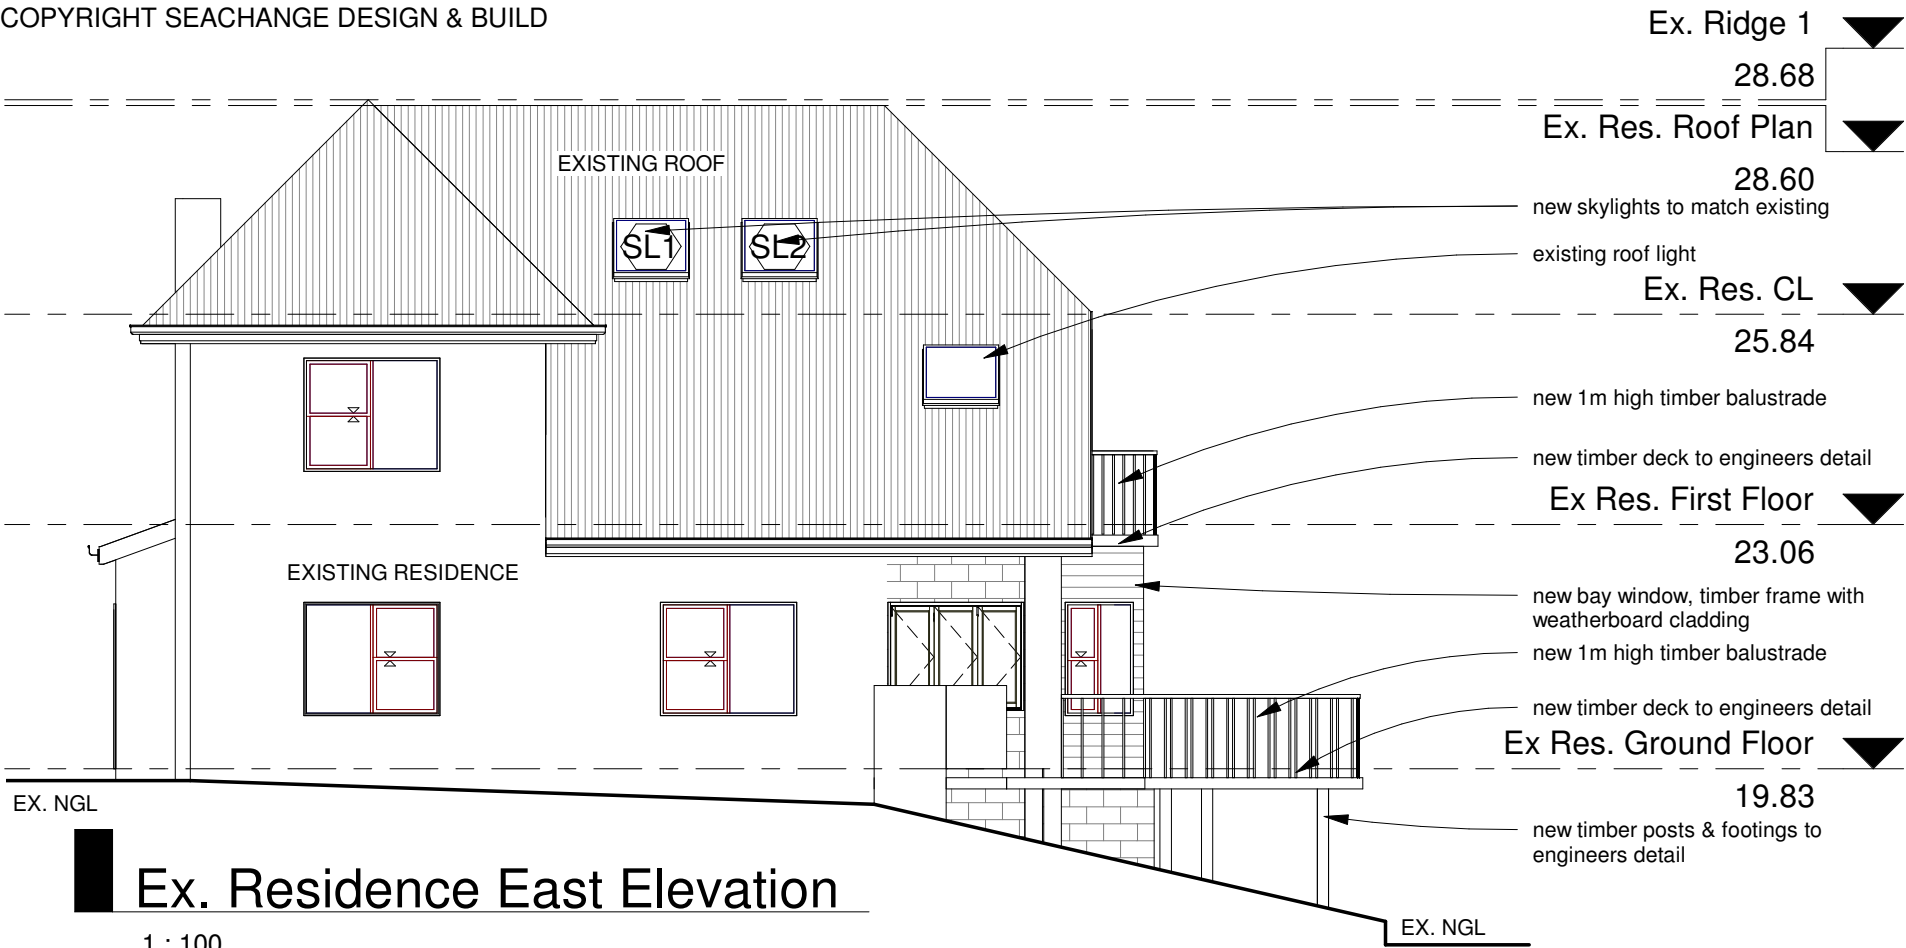 COPYRIGHT SEACHANGE DESIGN & BUILD
Ex. Ridge 1
28.68
Ex. Res. Roof Plan
28.60
EXISTING ROOF
new skylights to match existing
SL1
SL2
existing roof light
Ex. Res. CL
25.84
new 1m high timber balustrade
new timber deck to engineers detail
Ex Res. First Floor
23.06
EXISTING RESIDENCE
new bay window, timber frame with
weatherboard cladding
new 1m high timber balustrade
new timber deck to engineers detail
Ex Res. Ground Floor
19.83
EX. NGL
new timber posts & footings to
engineers detail
Ex. Residence East Elevation
EX. NGL
1 : 100